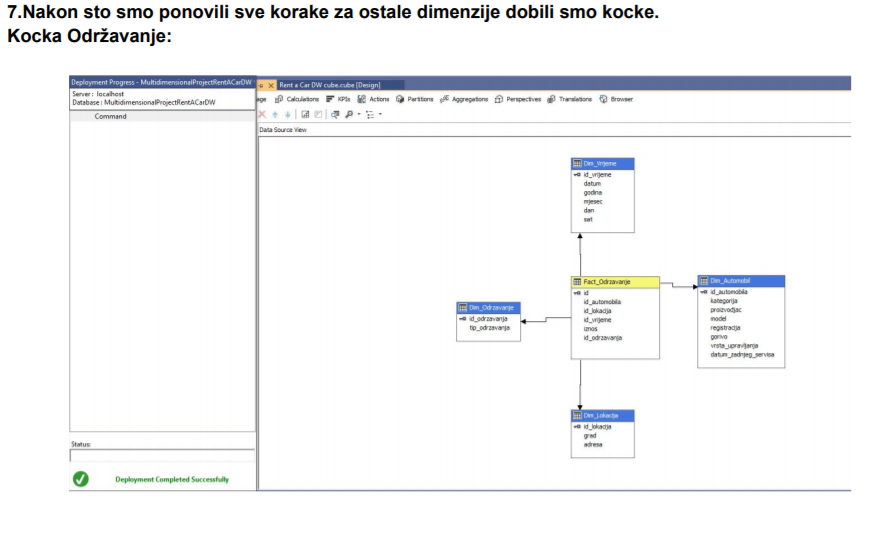 7.Nakon sto smo ponovili sve korake za ostale dimenzije dobili smo kocke.
Kocka Održavanje:
Deployment Progress - MultidimensionalProjectRentACarDW
Rent a Car DW cube.cube [Design]
Server: localhost
Database: MultidimensionalProjectRentACarDW
Command
age Calculations KPIs Actions Partitions Aggregations Perspectives Translations Browser
Data Source View
Dim_Vrijeme
id_vrijeme
datum
godina
mjesec
dan
sat
Fact_Odrzavanje
id
id_automobila
id_lokacija
id_vrijeme
iznos
id_odrzavanja
Dim_Automobil
id_automobila
kategorija
proizvodjac
model
registracija
gorivo
vrsta_upravljanja
datum_zadnjeg_servisa
Dim_Odrzavanje
id_odrzavanja
tip_odrzavanja
Dim_Lokacija
id_lokacija
grad
adresa
Status:
Deployment Completed Successfully